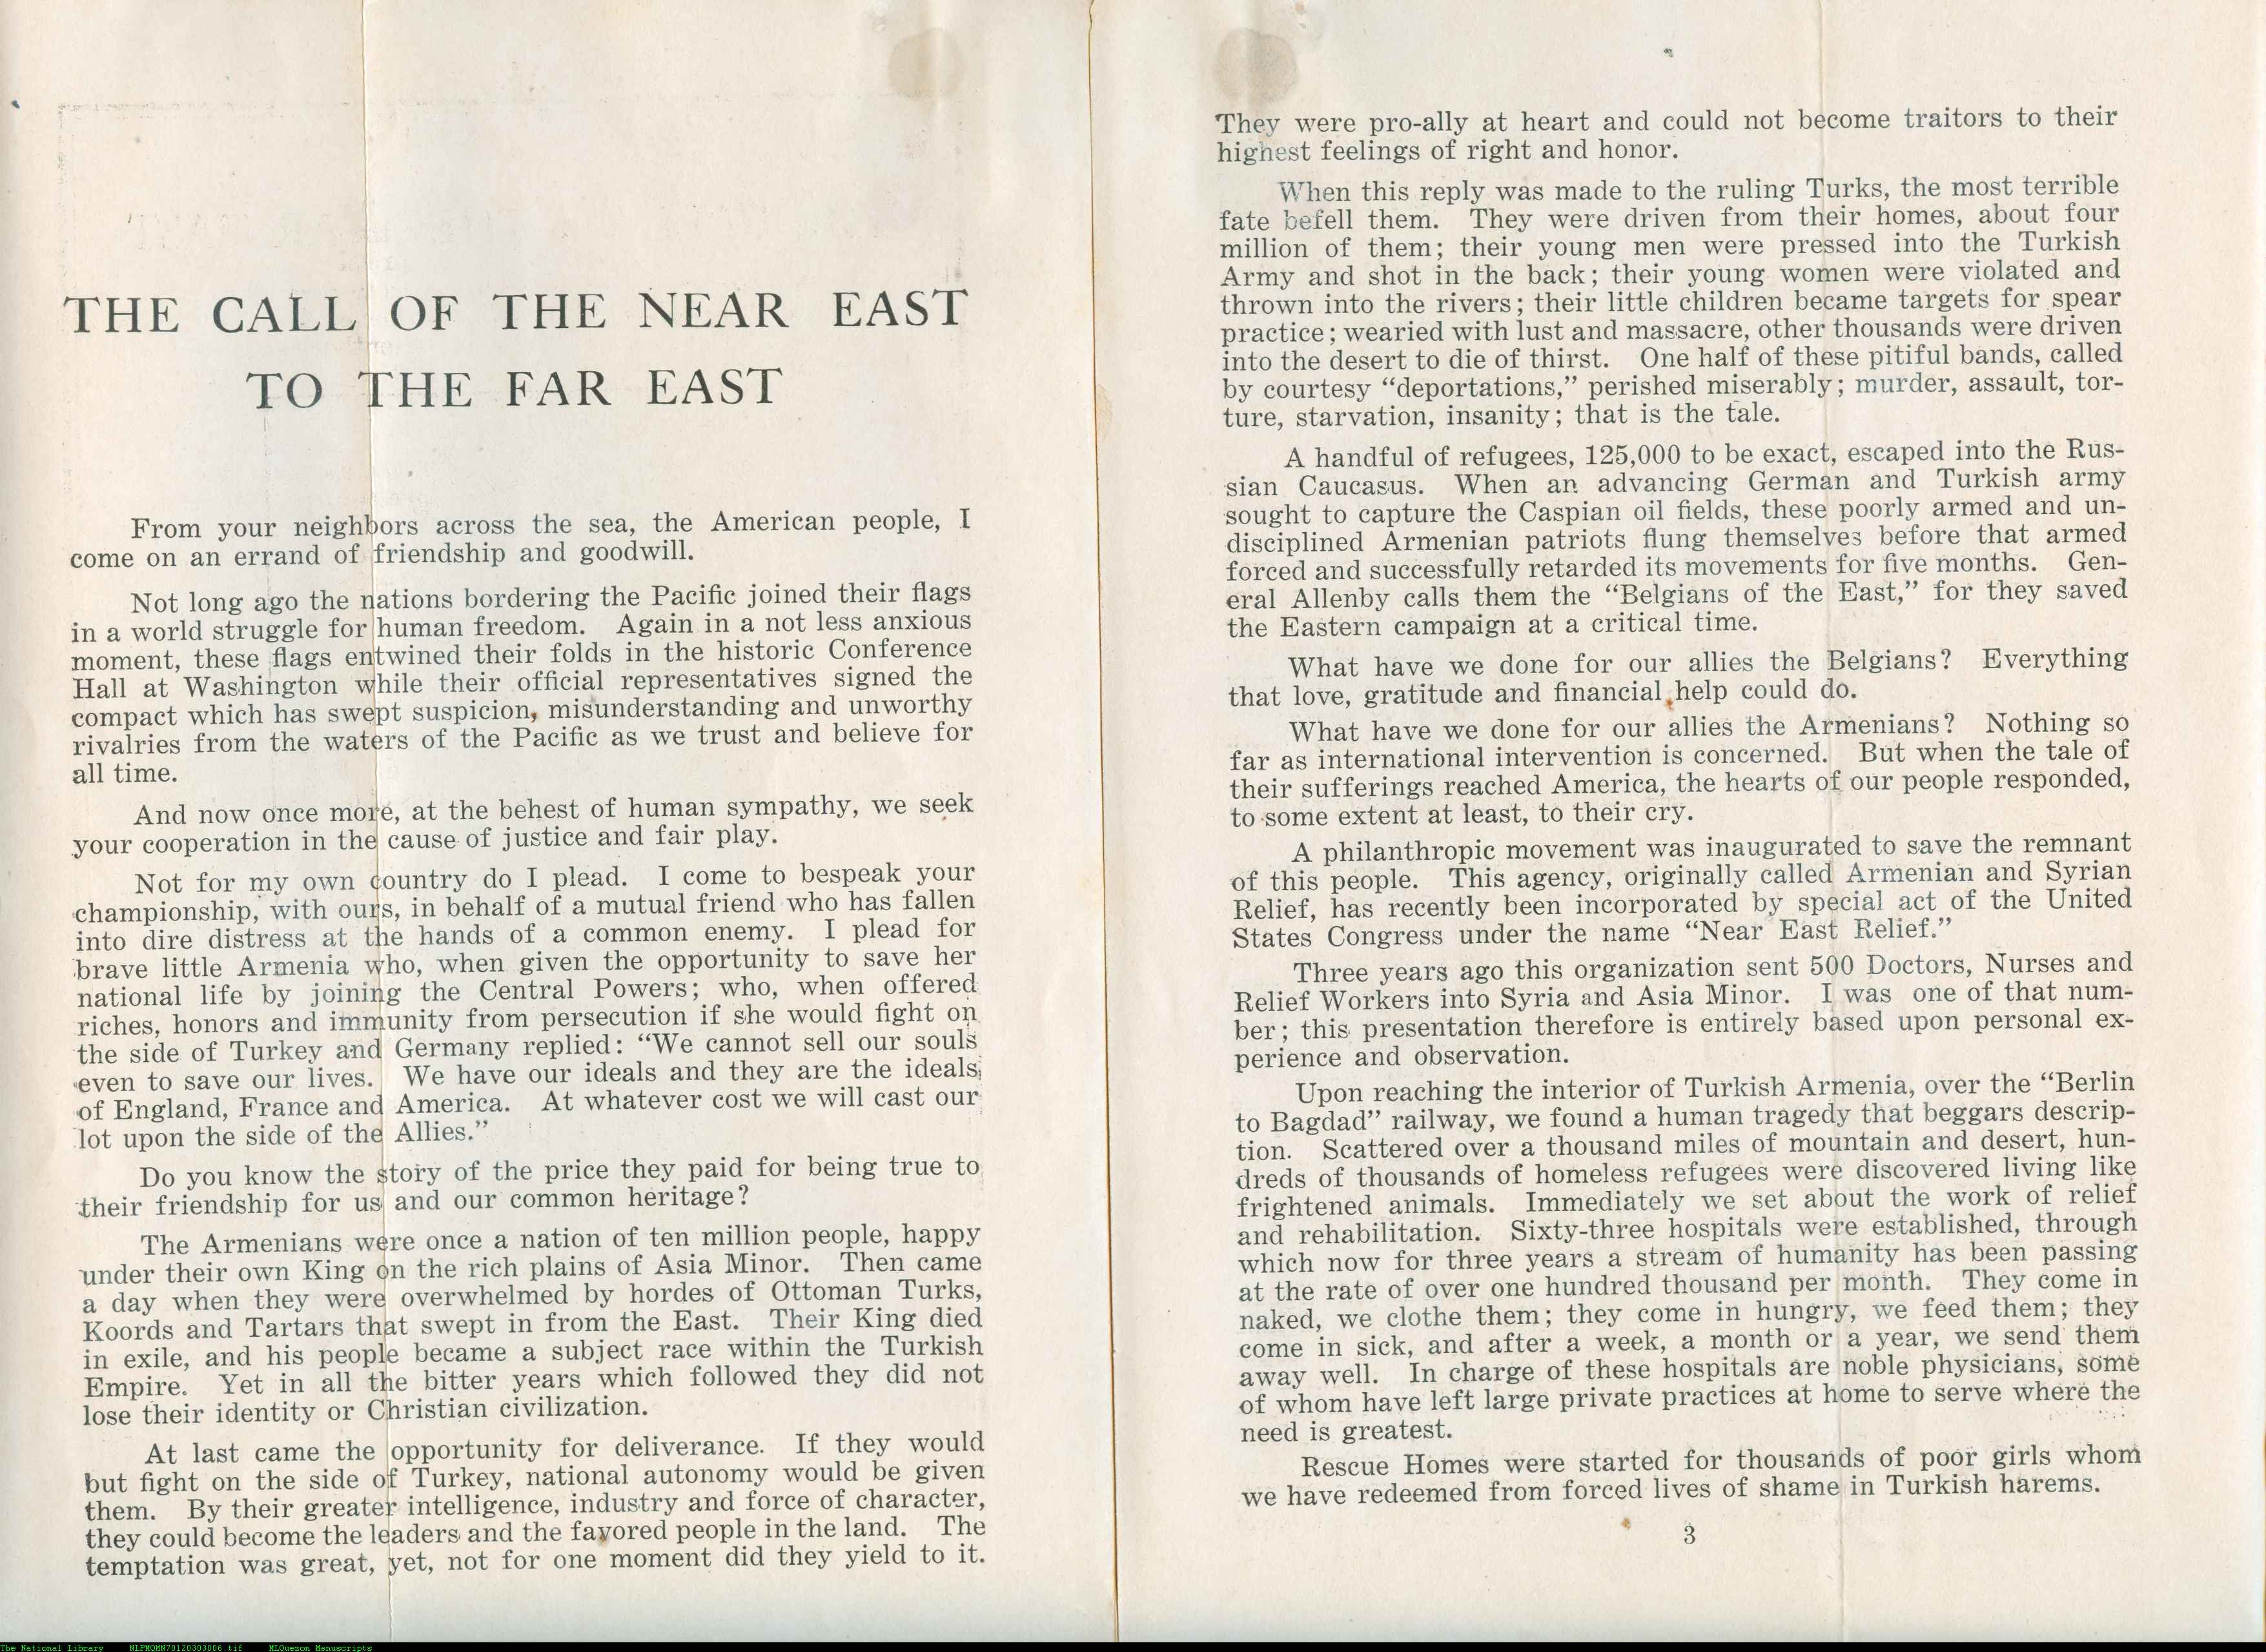 THE CALL OF THE NEAR EAST
TO THE FAR EAST
From your neighbors across the sea, the American people, I
come on an errand of friendship and goodwill.
Not long ago the nations bordering the Pacific joined their flags
in a world struggle for human freedom. Again in a not less anxious
moment, these flags entwined their folds in the historic Conference
Hall at Washington while their official representatives signed the
compact which has swept suspicion, misunderstanding and unworthy
rivalries from the waters of the Pacific as we trust and believe for
all time.
And now once more, at the behest of human sympathy, we seek
your cooperation in the cause of justice and fair play.
Not for my own country do I plead. I come to bespeak your
championship, with ours, in behalf of a mutual friend who has fallen
into dire distress at the hands of a common enemy. I plead for
brave little Armenia who, when given the opportunity to save her
national life by joining the Central Powers; who, when offered
riches, honors and immunity from persecution if she would fight on
the side of Turkey and Germany replied: "We cannot sell our souls
even to save our lives. We have our ideals and they are the ideals
of England, France and America. At whatever cost we will cast our
lot upon the side of the Allies."
Do you know the story of the price they paid for being true to
their friendship for us and our common heritage?
The Armenians were once a nation of ten million people, happy
under their own King on the rich plains of Asia Minor. Then came
a day when they were overwhelmed by hordes of Ottoman Turks,
Koords and Tartars that swept in from the East. Their King died
in exile, and his people became a subject race within the Turkish
Empire. Yet in all the bitter years which followed they did not
lose their identity or Christian civilization.
At last came the opportunity for deliverance. If they would
but fight on the side of Turkey, national autonomy would be given
them. By their greater intelligence, industry and force of character,
they could become the leaders and the favored people in the land. The
temptation was great, yet, not for one moment did they yield to it.
They were pro-ally at heart and could not become traitors to their
highest feelings of right and honor.
When this reply was made to the ruling Turks, the most terrible
fate befell them. They were driven from their homes, about four
million of them; their young men were pressed into the Turkish
Army and shot in the back; their young women were violated and
thrown into the rivers; their little children became targets for spear
practice; wearied with lust and massacre, other thousands were driven
into the desert to die of thirst. One half of these pitiful bands, called
by courtesy "deportations," perished miserably; murder, assault, tor-
ture, starvation, insanity; that is the tale.
A handful of refugees, 125,000 to be exact, escaped into the Rus-
sian Caucasus. When an advancing German and Turkish army
sought to capture the Caspian oil fields, these poorly armed and un-
disciplined Armenian patriots flung themselves before that armed
forced and successfully retarded its movements for five months. Gen-
eral Allenby calls them the "Belgians of the East," for they saved
the Eastern campaign at a critical time.
What have we done for our allies the Belgians? Everything
that love, gratitude and financial help could do.
What have we done for our allies the Armenians? Nothing so
far as international intervention is concerned. But when the tale of
their sufferings reached America, the hearts of our people responded,
to some extent at least, to their cry.
A philanthropic movement was inaugurated to save the remnant
of this people. This agency, originally called Armenian and Syrian
Relief, has recently been incorporated by special act of the United
States Congress under the name "Near East Relief."
Three years ago this organization sent 500 Doctors, Nurses and
Relief Workers into Syria and Asia Minor. I was one of that num-
ber; this presentation therefore is entirely based upon personal ex-
perience and observation.
Upon reaching the interior of Turkish Armenia, over the "Berlin
to Bagdad" railway, we found a human tragedy that beggars descrip-
tion. Scattered over a thousand miles of mountain and desert, hun-
dreds of thousands of homeless refugees were discovered living like
frightened animals. Immediately we set about the work of relief
and rehabilitation. Sixty-three hospitals were established, through
which now for three years a stream of humanity has been passing
at the rate of over one hundred thousand per month. They come in
naked, we clothe them; they come in hungry, we feed them; they
come in sick, and after a week, a month or a year, we send them
away well. In charge of these hospitals are noble physicians, some
of whom have left large private practices at home to serve where the
need is greatest.
Rescue Homes were started for thousands of poor girls whom
we have redeemed from forced lives of shame in Turkish harems.
3
The National Library NLPMQMN70120303006.tif MLQuezon Manuscripts